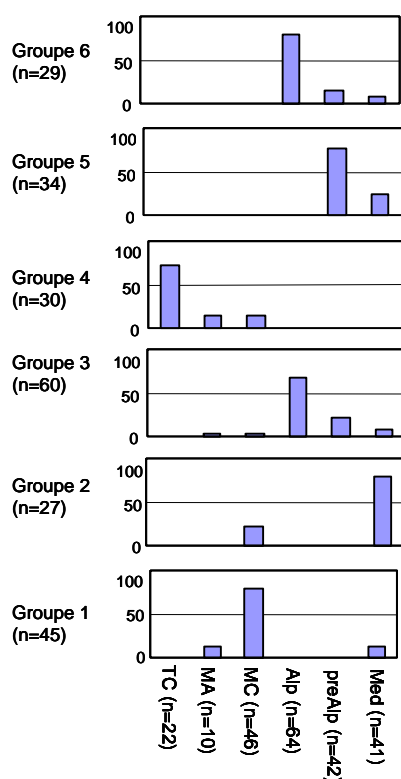 Groupe 6
(n=29)
100
50
0
Groupe 5
(n=34)
100
50
0
Groupe 4
(n=30)
100
50
0
Groupe 3
(n=60)
100
50
0
Groupe 2
(n=27)
100
50
0
Groupe 1
(n=45)
100
50
0
TC (n=22)
MA (n=10)
MC (n=46)
Alp (n=64)
preAlp (n=42)
Med (n=41)